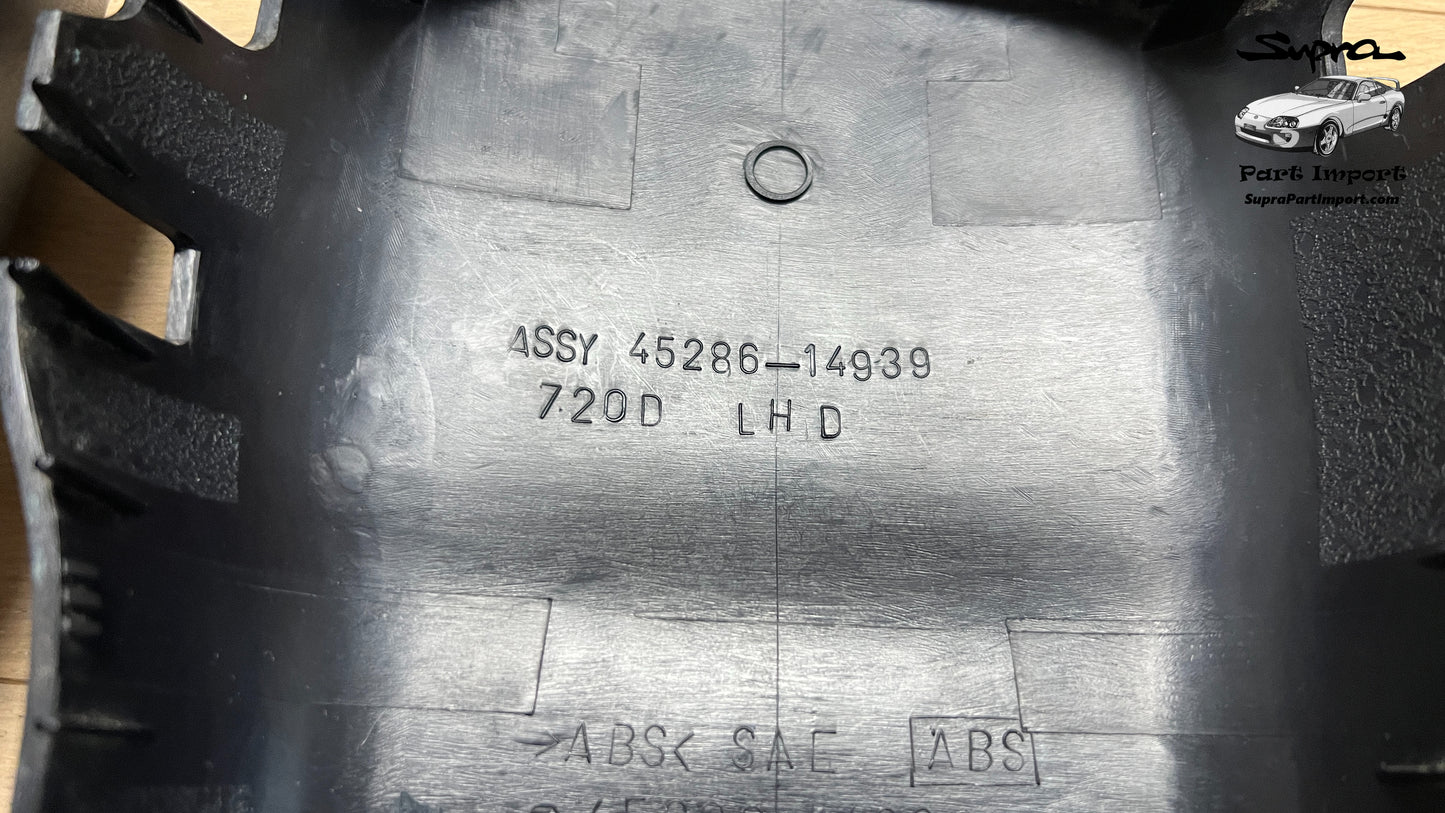 Supra
Part Import
SupraPartImport.com
ASSY 45286-14939
720D LHD
>ABS< SAE ABS